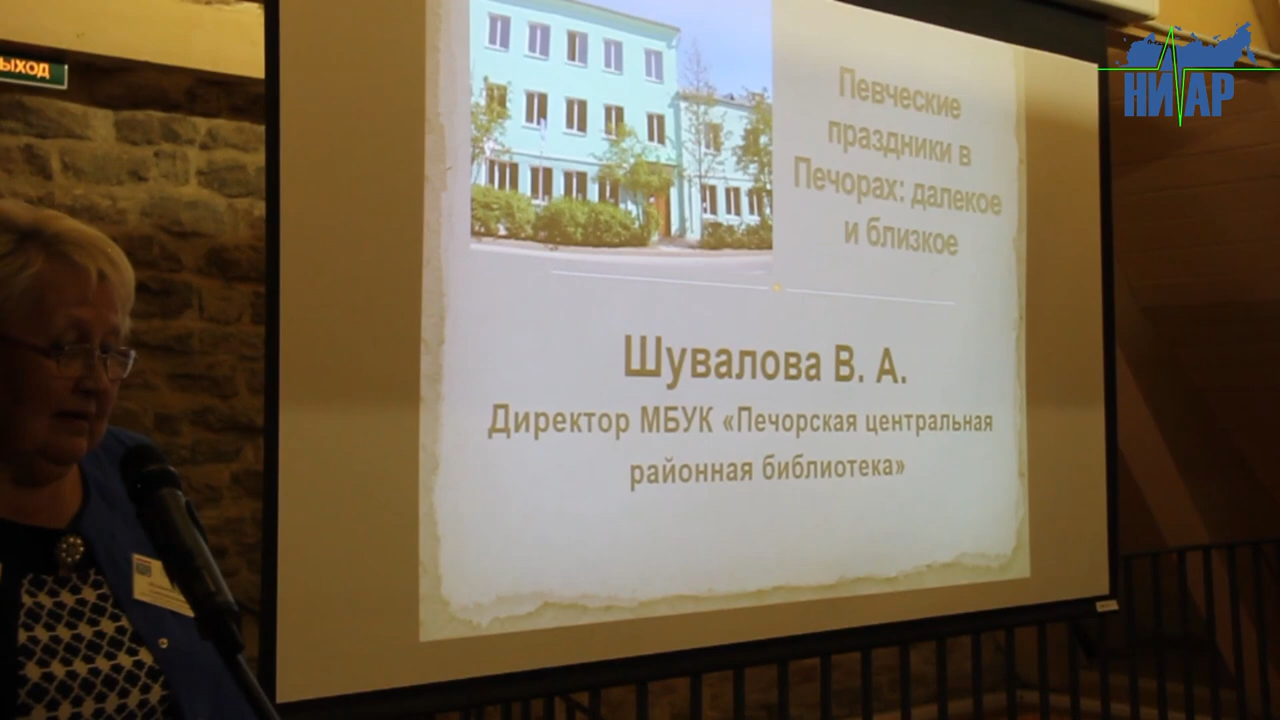 ЫХОД
НИАР
Певческие
праздники в
Печорах: далекое
и близкое
Шувалова В. А.
Директор МБУК «Печорская центральная
районная библиотека»